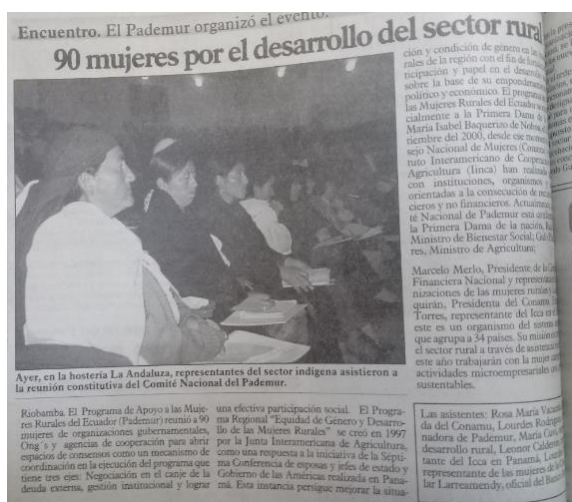 Encuentro. El Pademur organizó el evento.
90 mujeres por el desarrollo del sector rural
Ayer, en la hostería La Andaluza, representantes del sector indígena asistieron a
la reunión constitutiva del Comité Nacional del Pademur.
Riobamba. El Programa de Apoyo a las Muje-
res Rurales del Ecuador (Pademur) reunió a 90
mujeres de organizaciones gubernamentales,
Ong´s y agencias de cooperación para abrir
espacios de consensos como un mecanismo de
coordinación en la ejecución del programa que
tiene tres ejes: Negociación en el canje de la
deuda externa, gestión institucional y lograr
una efectiva participación social. El Progra-
ma Regional "Equidad de Género y Desarro-
llo de las Mujeres Rurales" se creó en 1997
por la Junta Interamericana de Agricultura,
como una respuesta a la iniciativa de la Sépti-
ma Conferencia de esposas y jefes de estado y
Gobierno de las Américas realizada en Pana-
má. Esta instancia persigue mejorar la situa-
ción y condición de género en las
rales de la región con el fin de
ticipación y papel en el desarrollo
sobre la base de su empoderamiento
político y económico. El programa
las Mujeres Rurales del Ecuador
cialmente a la Primera Dama de
María Isabel Baquerizo de Noboa,
tiembre del 2000, desde ese momento
sejo Nacional de Mujeres
tuto Interamericano de Cooperación
Agricultura (Iinca) han realizado
con instituciones, organismos
orientadas a la consecución de
cieros y no financieros. Actualmente
té Nacional de Pademur está
la Primera Dama de la nación,
Ministro de Bienestar Social;
res, Ministro de Agricultura;
Marcelo Merlo, Presidente de la
Financiera Nacional y
nizaciones de las mujeres rurales
quirán, Presidenta del Conamu,
Torres, representante del Iica en
este es un organismo del sistema
que agrupa a 34 países. Su misión
el sector rural a través de asistencia
este año trabajarán con la mujer
actividades microempresariales
sustentables.
Las asistentes: Rosa María
da del Conamu, Lourdes Rodríguez
nadora de Pademur, María
desarrollo rural, Leonor Calderón
tante del Iica en Panamá,
representante de las mujeres de
lar Larreamendy, oficial del